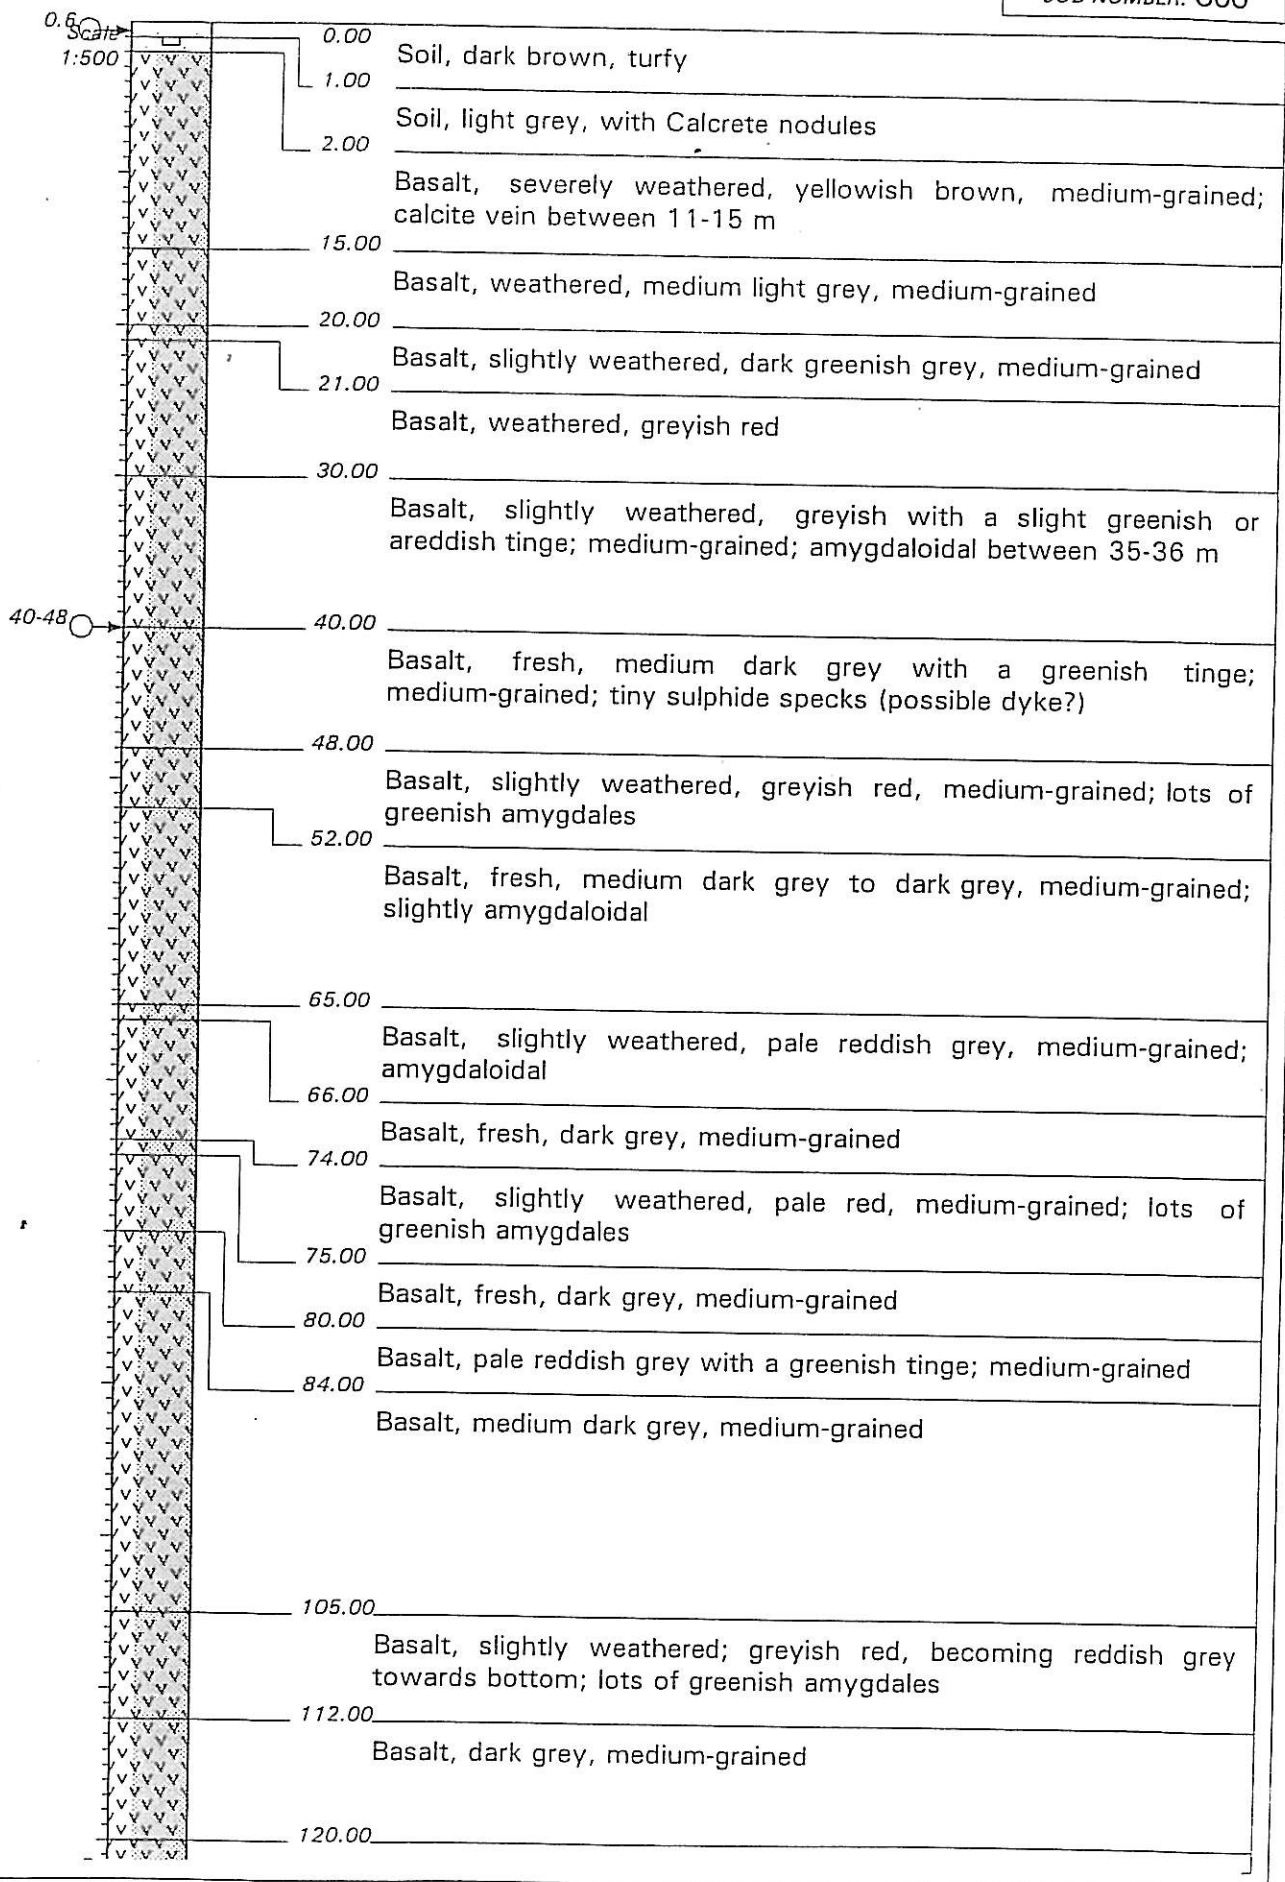 JOB NUMBER:
0.6
Scale
1:500
0.00
Soil, dark brown, turfy
1.00
Soil, light grey, with Calcrete nodules
2.00
Basalt, severely weathered, yellowish brown, medium-grained;
calcite vein between 11-15 m
15.00
Basalt, weathered, medium light grey, medium-grained
20.00
Basalt, slightly weathered, dark greenish grey, medium-grained
21.00
Basalt, weathered, greyish red
30.00
Basalt, slightly weathered, greyish with a slight greenish or
areddish tinge; medium-grained; amygdaloidal between 35-36 m
40-48
40.00
Basalt, fresh, medium dark grey with a greenish tinge;
medium-grained; tiny sulphide specks (possible dyke?)
48.00
Basalt, slightly weathered, greyish red, medium-grained; lots of
greenish amygdales
52.00
Basalt, fresh, medium dark grey to dark grey, medium-grained;
slightly amygdaloidal
65.00
Basalt, slightly weathered, pale reddish grey, medium-grained;
amygdaloidal
66.00
Basalt, fresh, dark grey, medium-grained
74.00
Basalt, slightly weathered, pale red, medium-grained; lots of
greenish amygdales
75.00
Basalt, fresh, dark grey, medium-grained
80.00
Basalt, pale reddish grey with a greenish tinge; medium-grained
84.00
Basalt, medium dark grey, medium-grained
105.00
Basalt, slightly weathered; greyish red, becoming reddish grey
towards bottom; lots of greenish amygdales
112.00
Basalt, dark grey, medium-grained
120.00